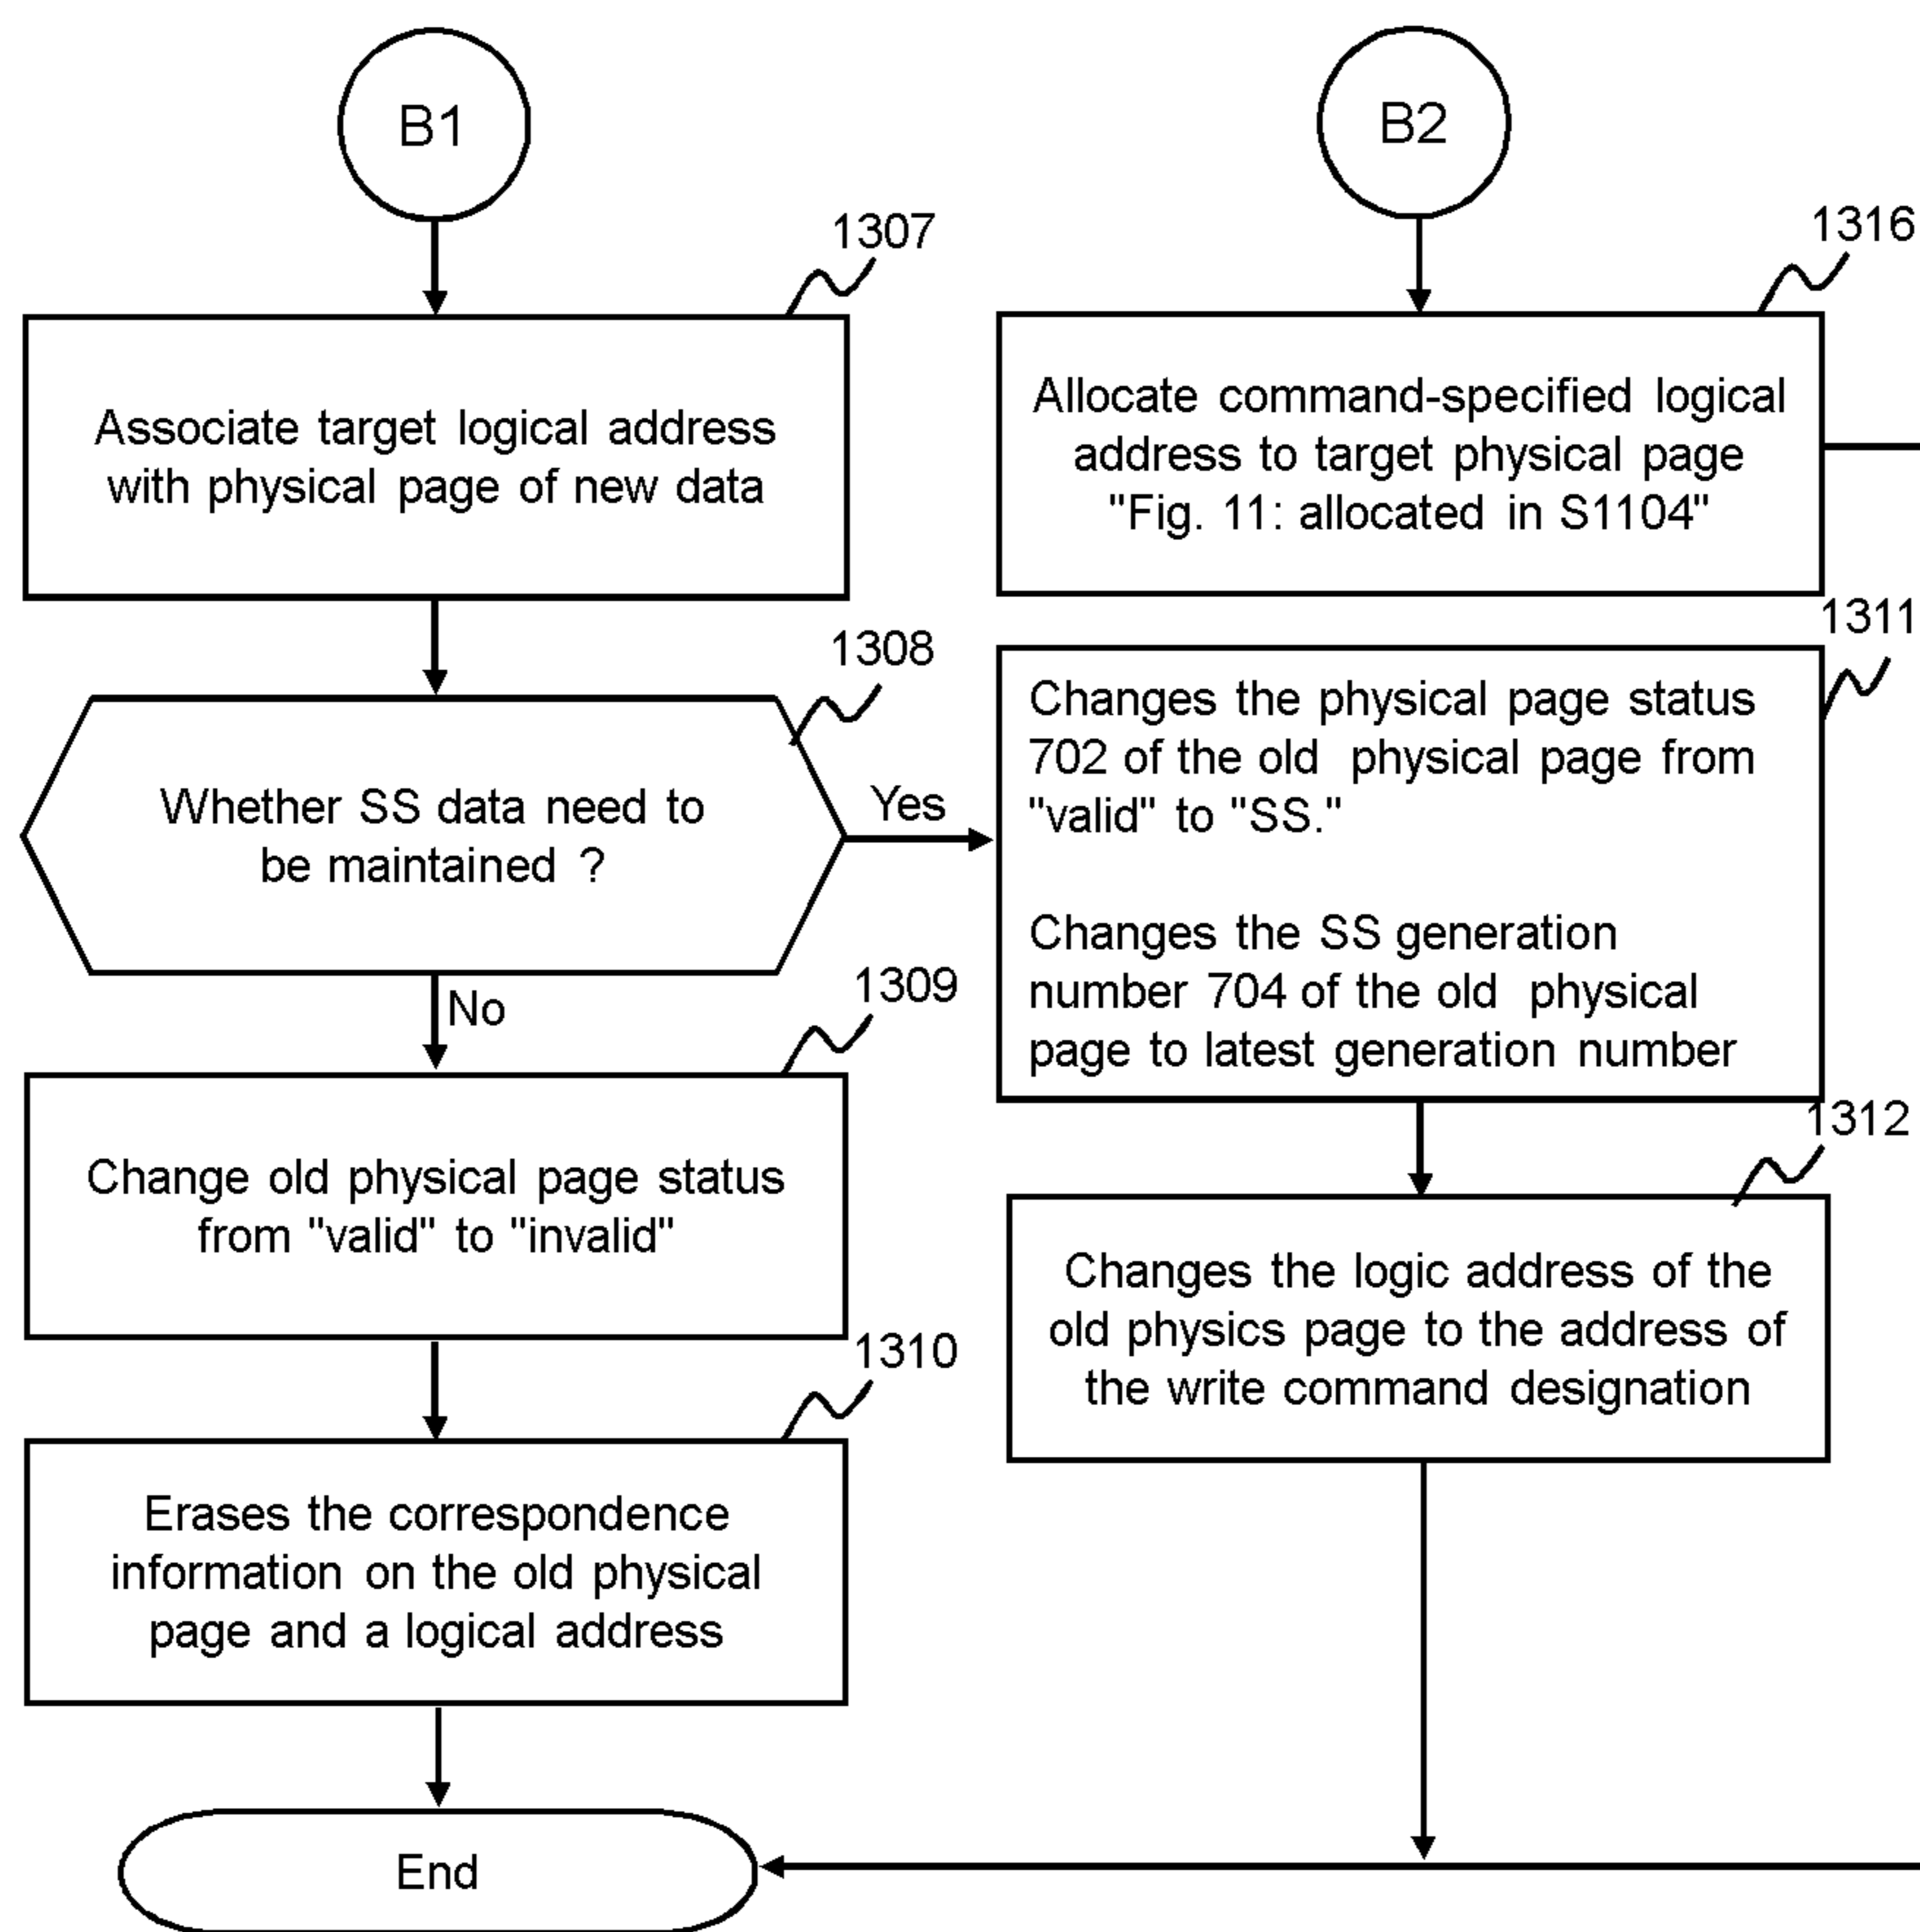 B1
1307
Associate target logical address
with physical page of new data
1308
Whether SS data need to
be maintained ?
Yes
No
1309
Change old physical page status
from "valid" to "invalid"
1310
Erases the correspondence
information on the old physical
page and a logical address
End
B2
1316
Allocate command-specified logical
address to target physical page
"Fig. 11: allocated in S1104"
1311
Changes the physical page status
702 of the old physical page from
"valid" to "SS."
Changes the SS generation
number 704 of the old physical
page to latest generation number
1312
Changes the logic address of the
old physics page to the address of
the write command designation